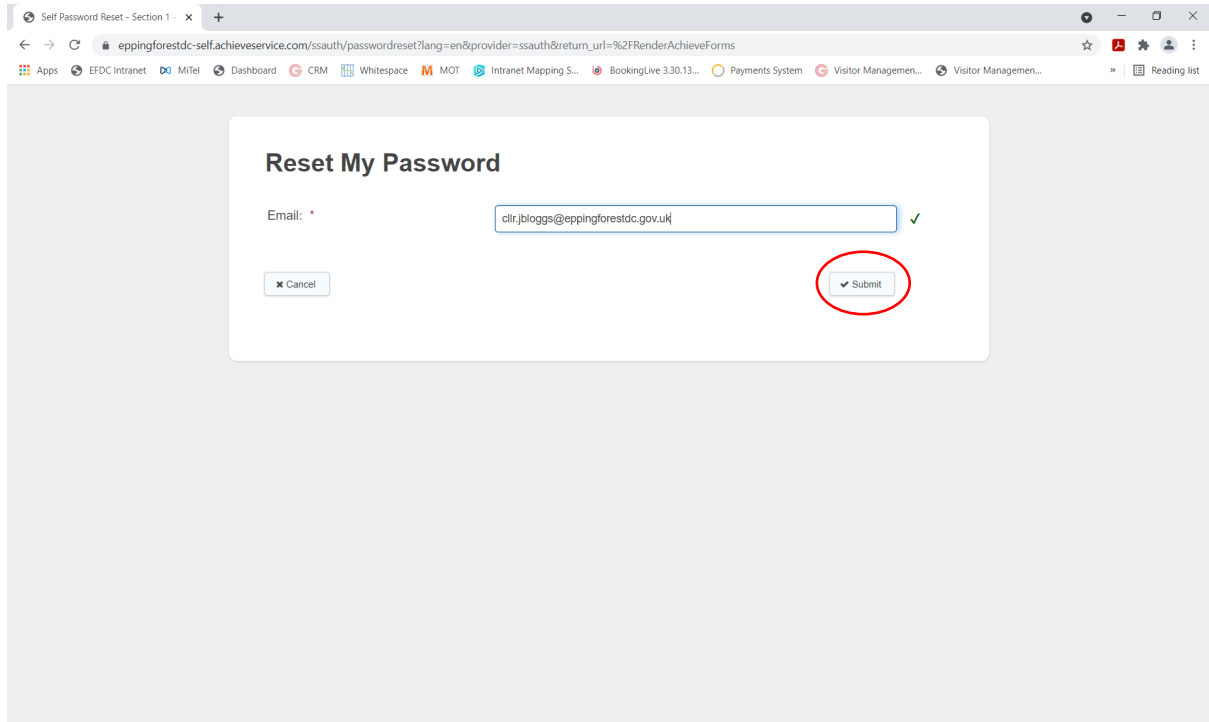 Self Password Reset - Section 1 -
eppingforestdc-self.achieveservice.com/ssauth/passwordreset?lang=en&provider=ssauth&return_url=%2FRenderAchieveForms
Apps EFDC Intranet MiTel Dashboard CRM Whitespace MOT Intranet Mapping S... BookingLive 3.30.13... Payments System Visitor Managemen... Visitor Managemen... » Reading list
Reset My Password
Email: *
cllr.jbloggs@eppingforestdc.gov.uk
Cancel Submit